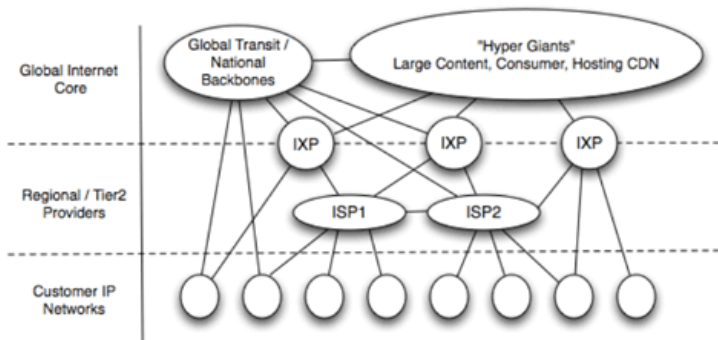 Global Internet
Core
Global Transit /
National
Backbones
"Hyper Giants"
Large Content, Consumer, Hosting CDN
IXP
IXP
IXP
Regional / Tier2
Providers
ISP1
ISP2
Customer IP
Networks